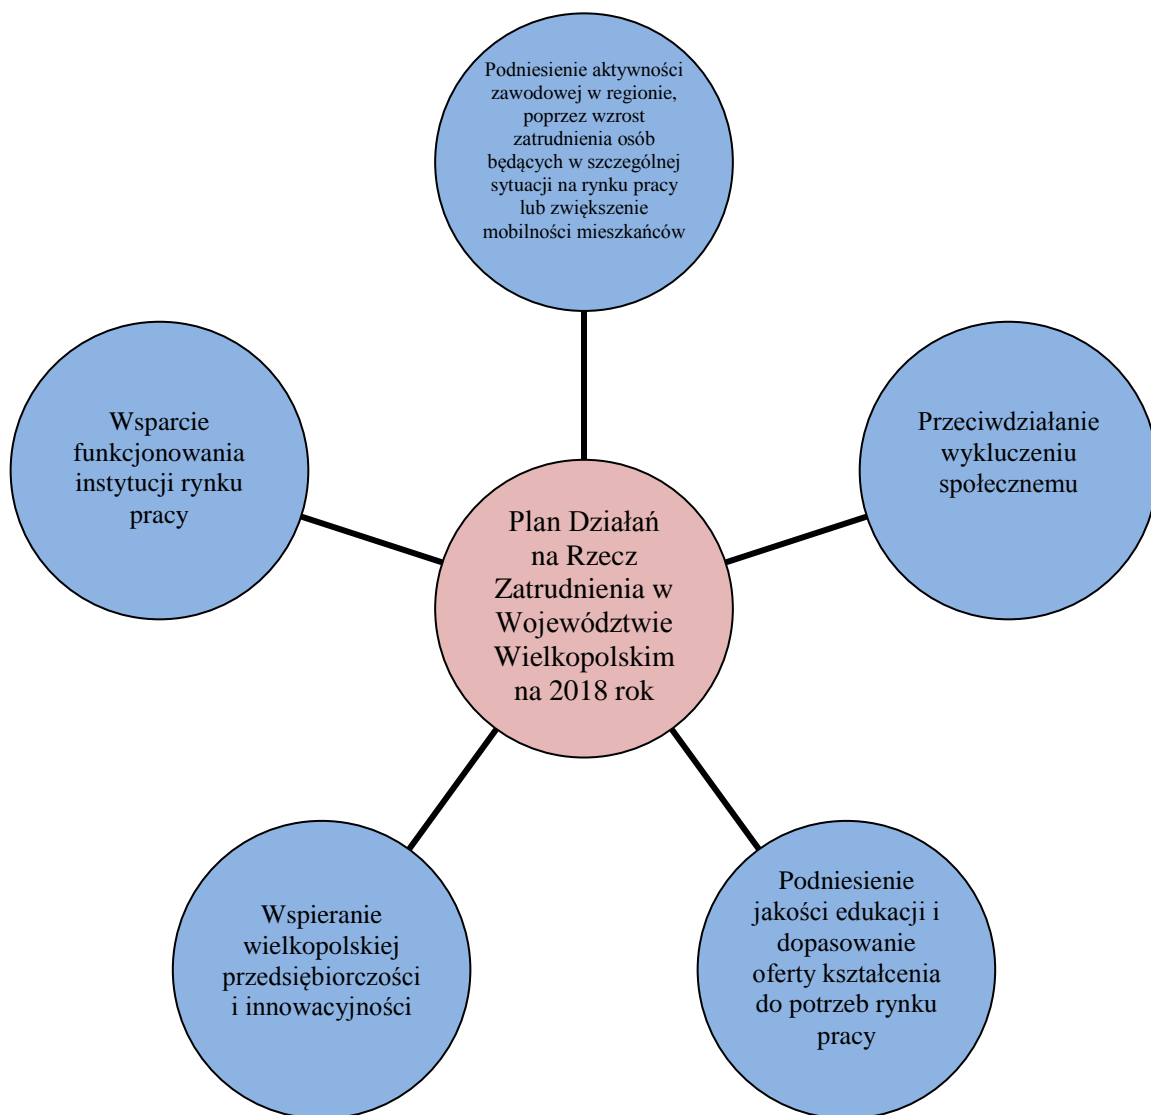 Podniesienie aktywności
zawodowej w regionie,
poprzez wzrost
zatrudnienia osób
będących w szczególnej
sytuacji na rynku pracy
lub zwiększenie
mobilności mieszkańców
Wsparcie
funkcjonowania
instytucji rynku
pracy
Przeciwdziałanie
wykluczeniu
społecznemu
Plan Działań
na Rzecz
Zatrudnienia w
Województwie
Wielkopolskim
na 2018 rok
Wspieranie
wielkopolskiej
przedsiębiorczości
i innowacyjności
Podniesienie
jakości edukacji i
dopasowanie
oferty kształcenia
do potrzeb rynku
pracy